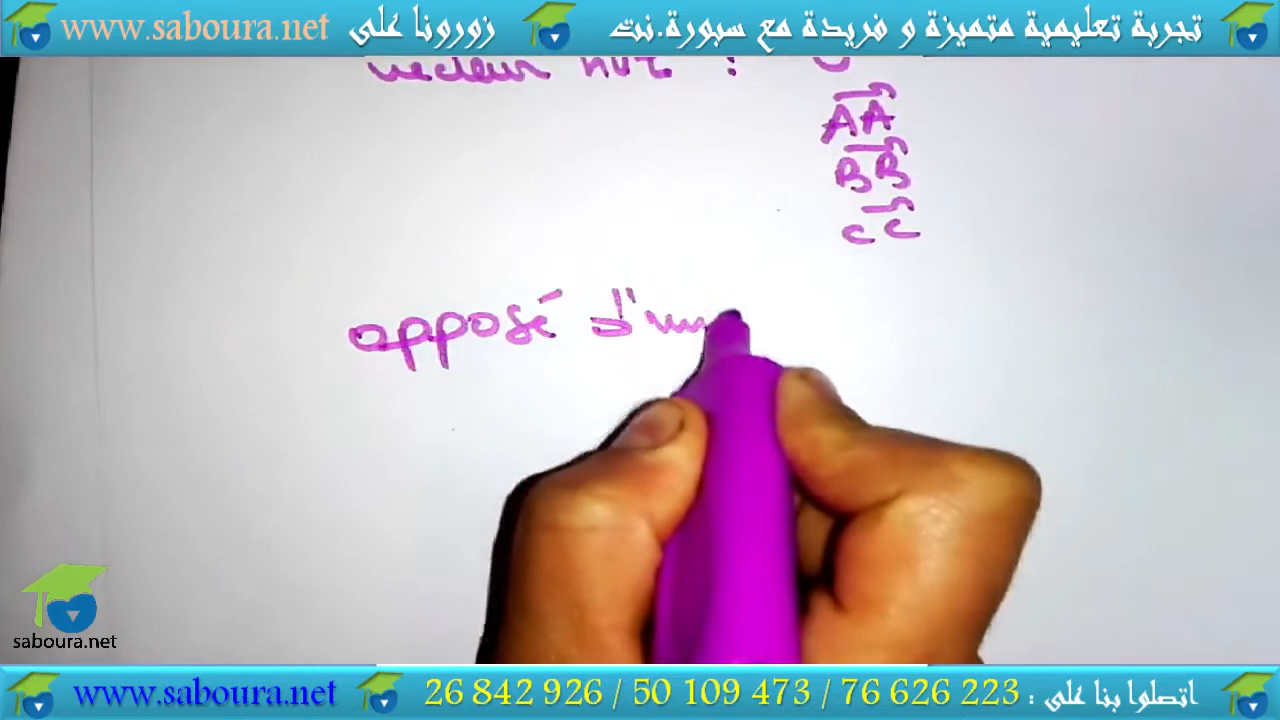 www.saboura.net زورونا على تجربة تعليمية متميزة و فريدة مع سبورة.نت
vecteur nul :
AA
BB
CC
opposé d'un
saboura.net
www.saboura.net 26 842 926 / 50 109 473 / 76 626 223 : اتصلوا بنا على